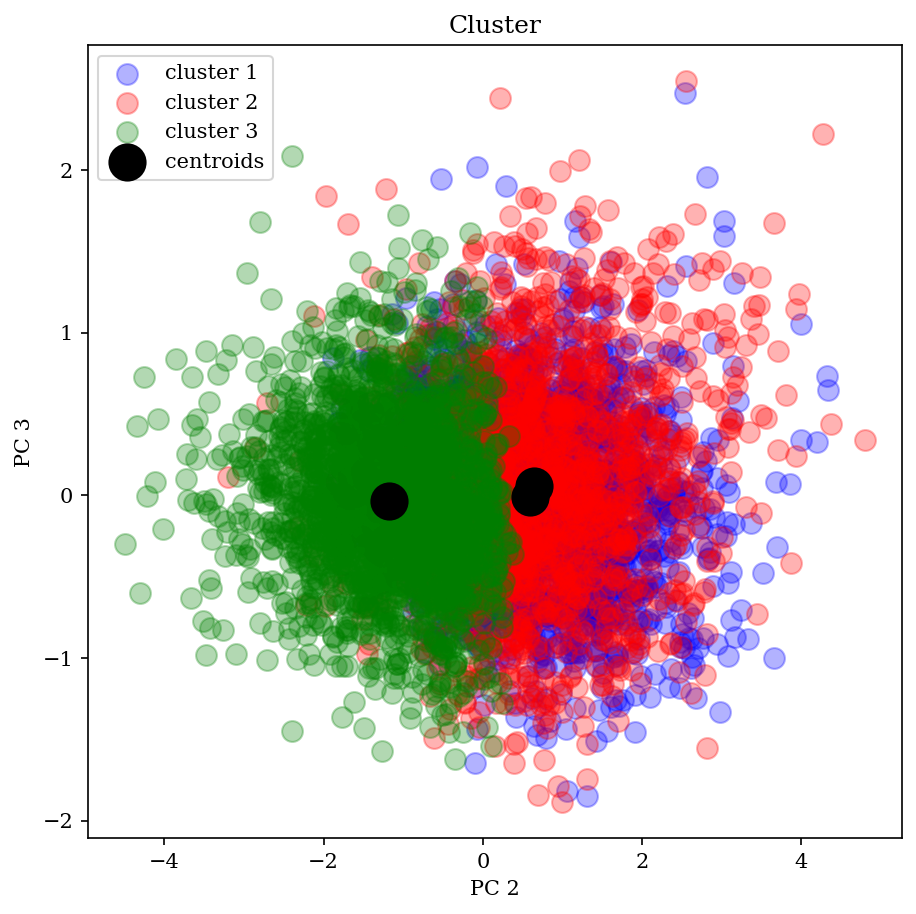 Cluster
cluster 1
cluster 2
cluster 3
centroids
2
1
0
−1
−2
PC 3
−4
−2
0
2
4
PC 2